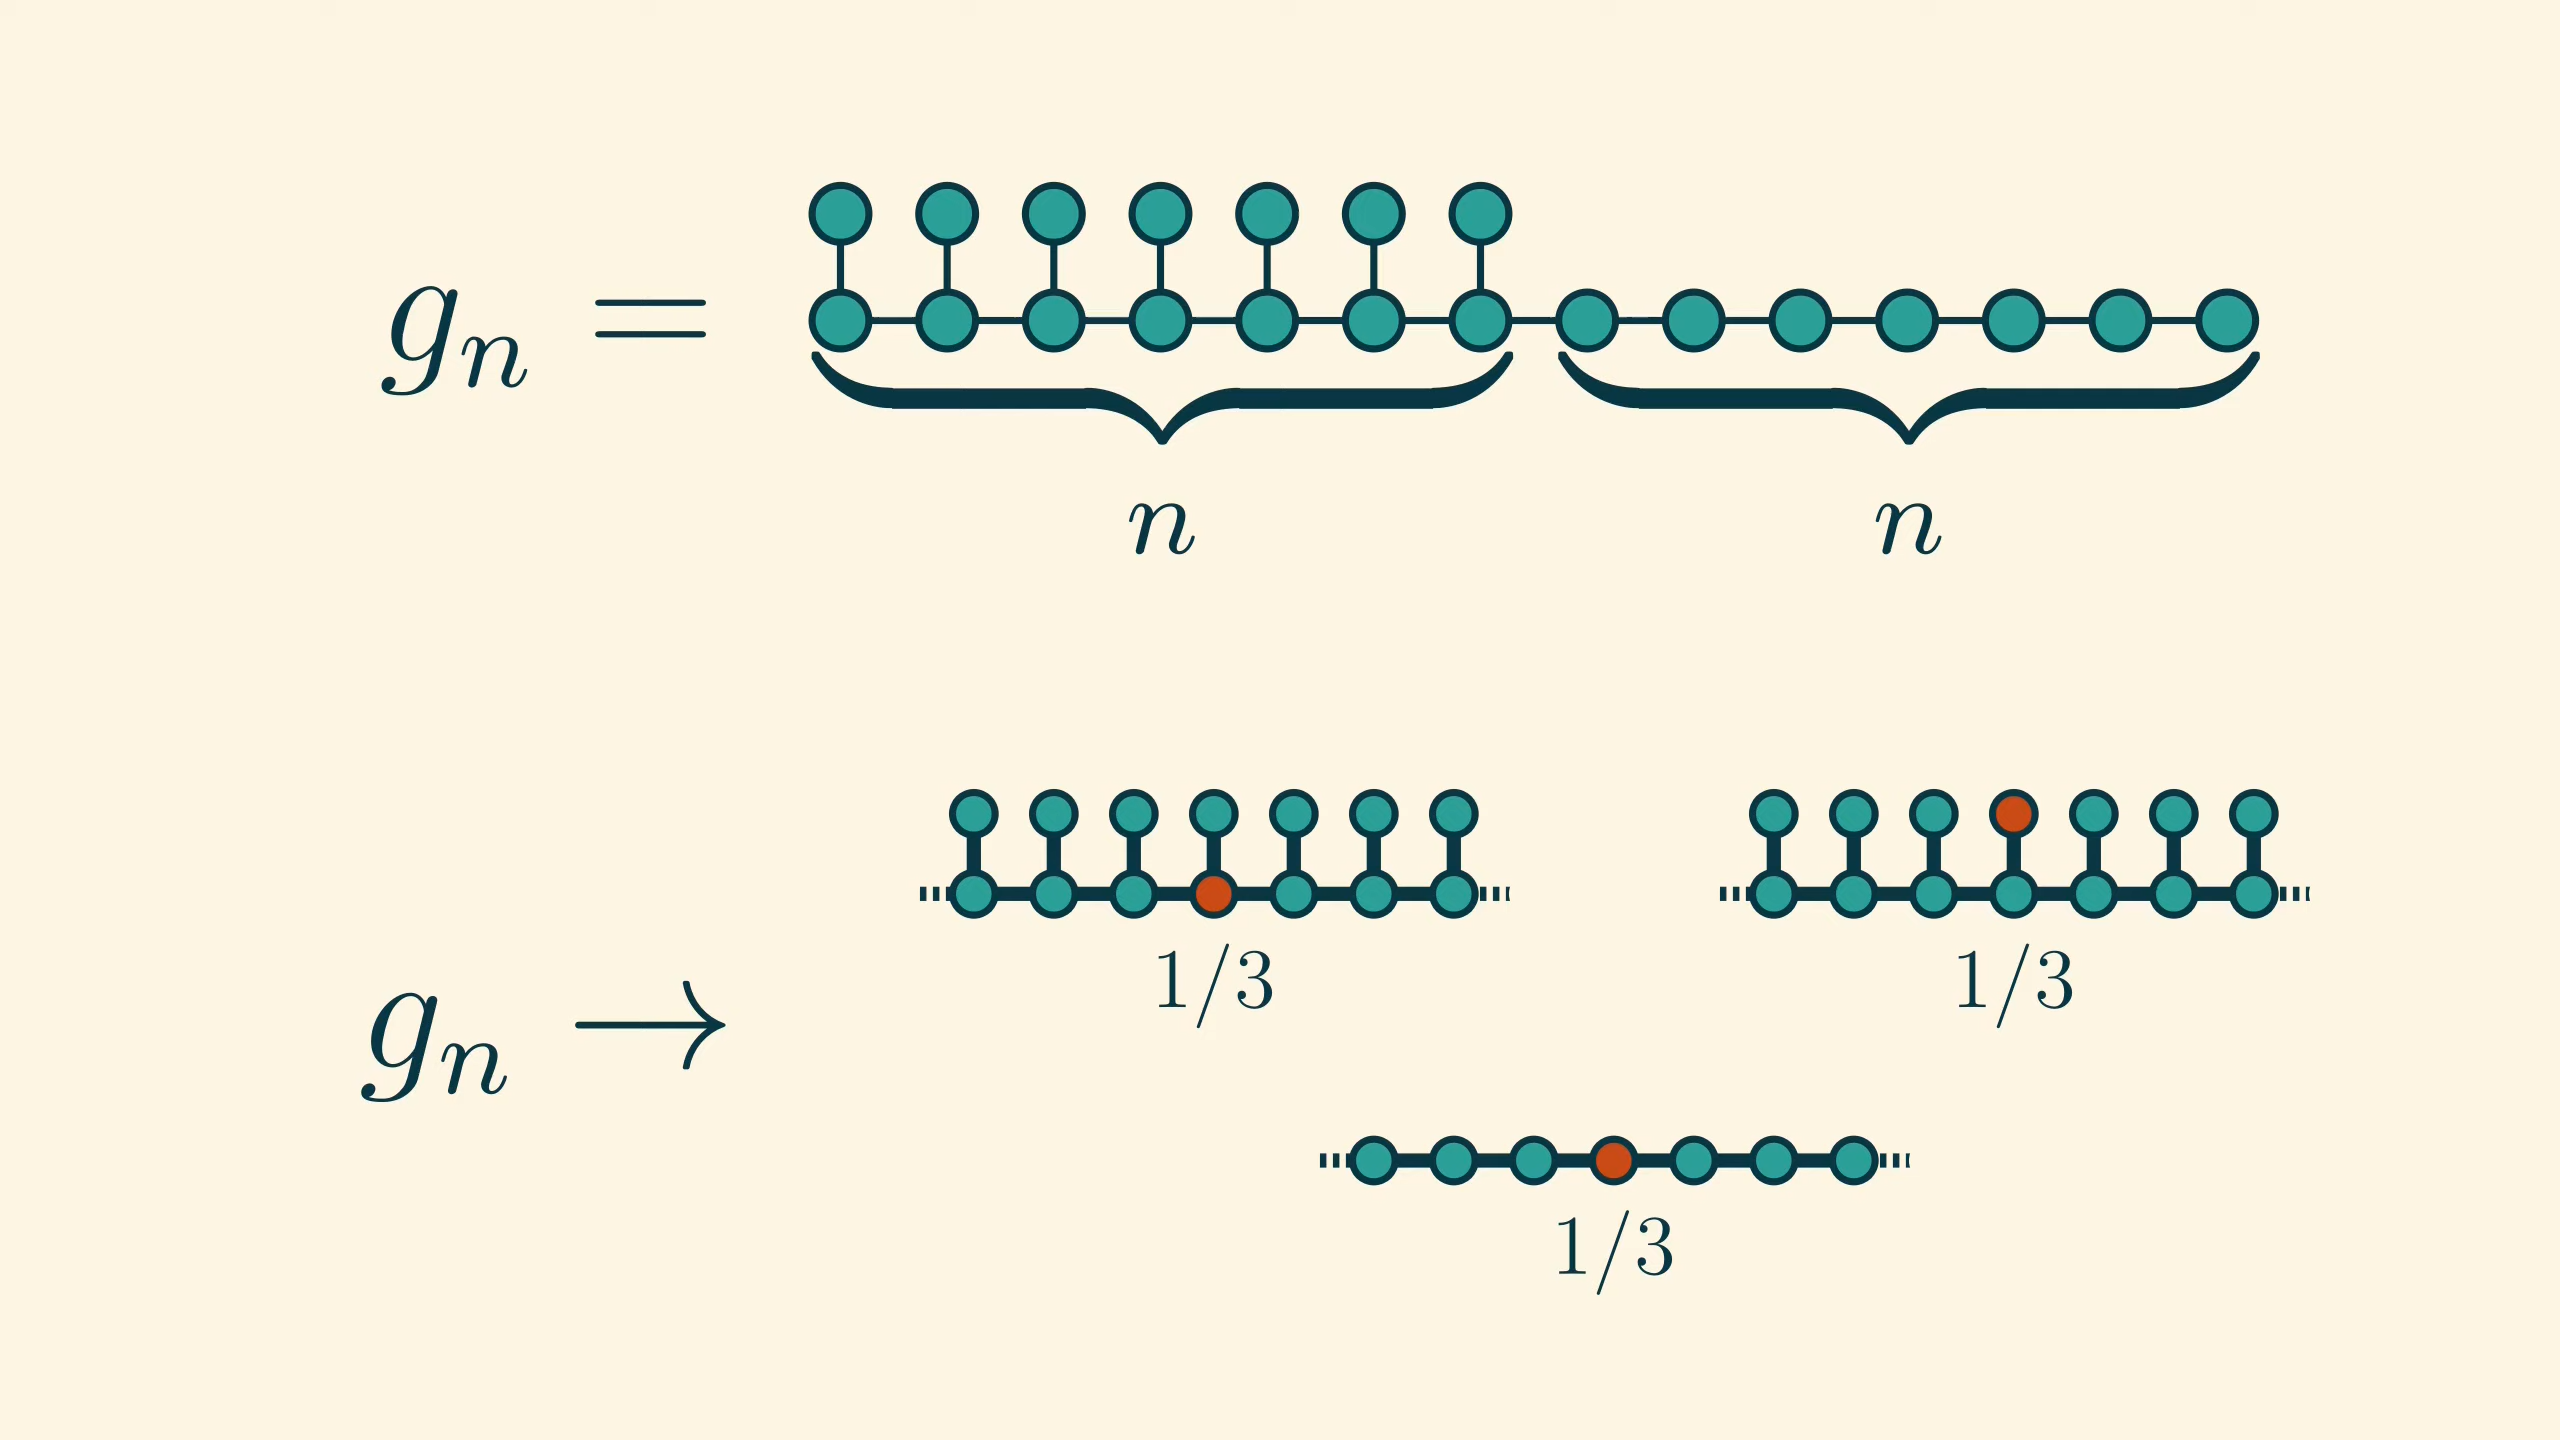 gₙ =
n n
1/3 1/3
gₙ →
1/3